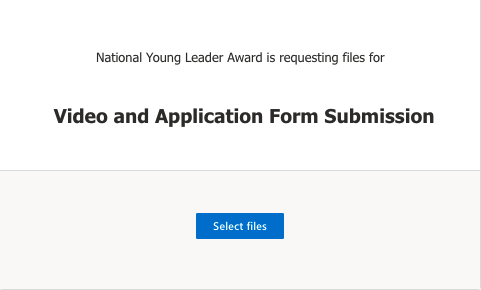 National Young Leader Award is requesting files for
Video and Application Form Submission
Select files